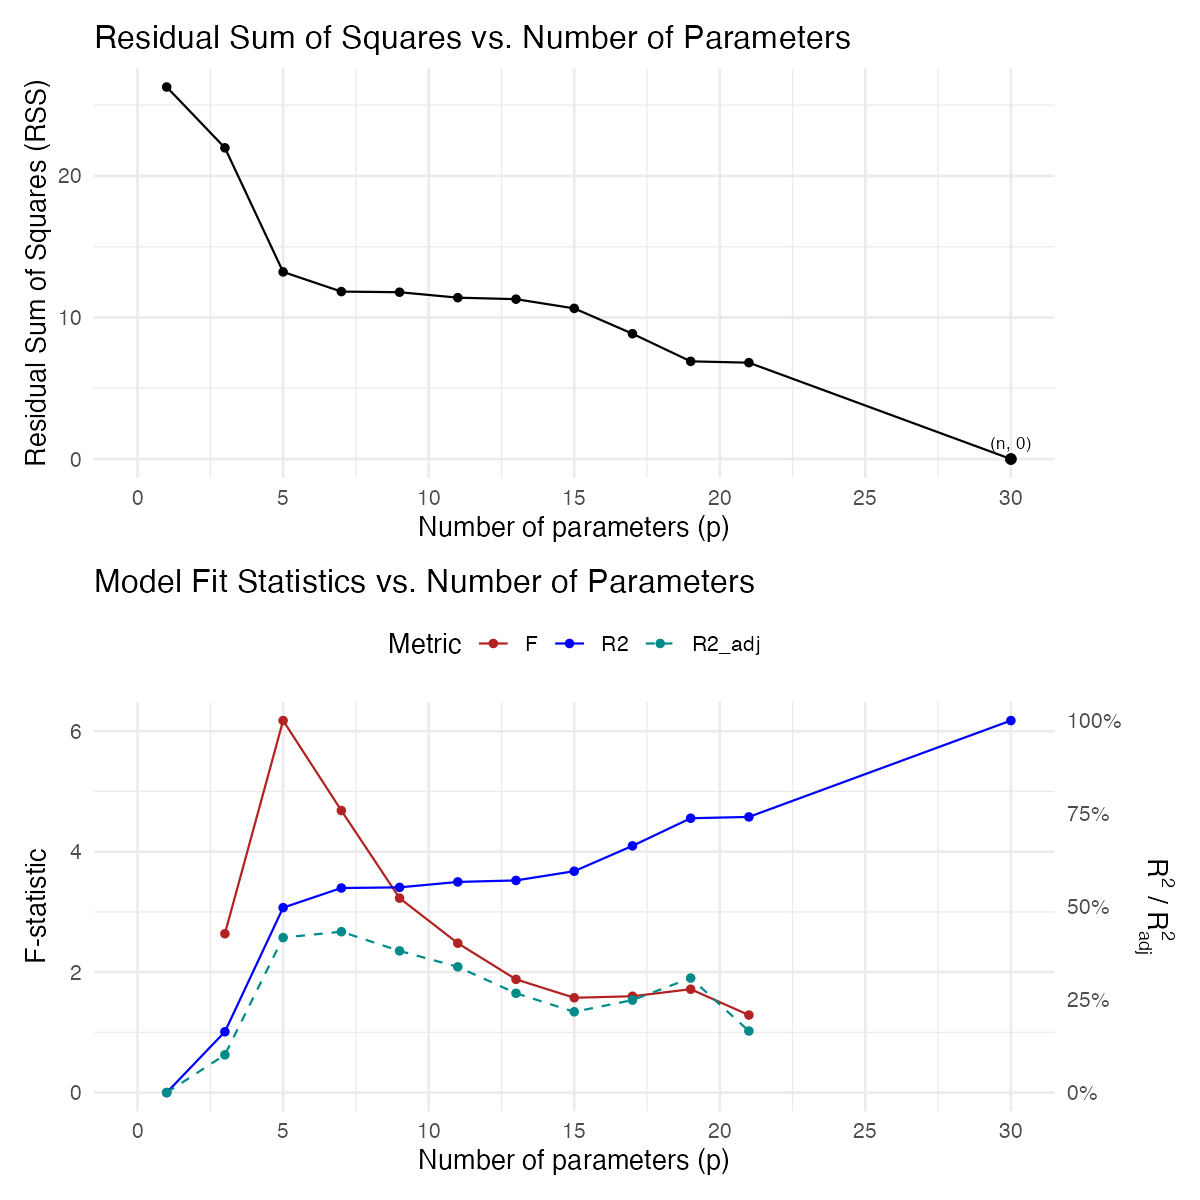 Residual Sum of Squares vs. Number of Parameters
Residual Sum of Squares (RSS)
20
10
0
(n, 0)
0 5 10 15 20 25 30
Number of parameters (p)
Model Fit Statistics vs. Number of Parameters
Metric F R2 R2_adj
F-statistic
6
4
2
0
100%
75%
50%
25%
0%
R² / R²adj
0 5 10 15 20 25 30
Number of parameters (p)